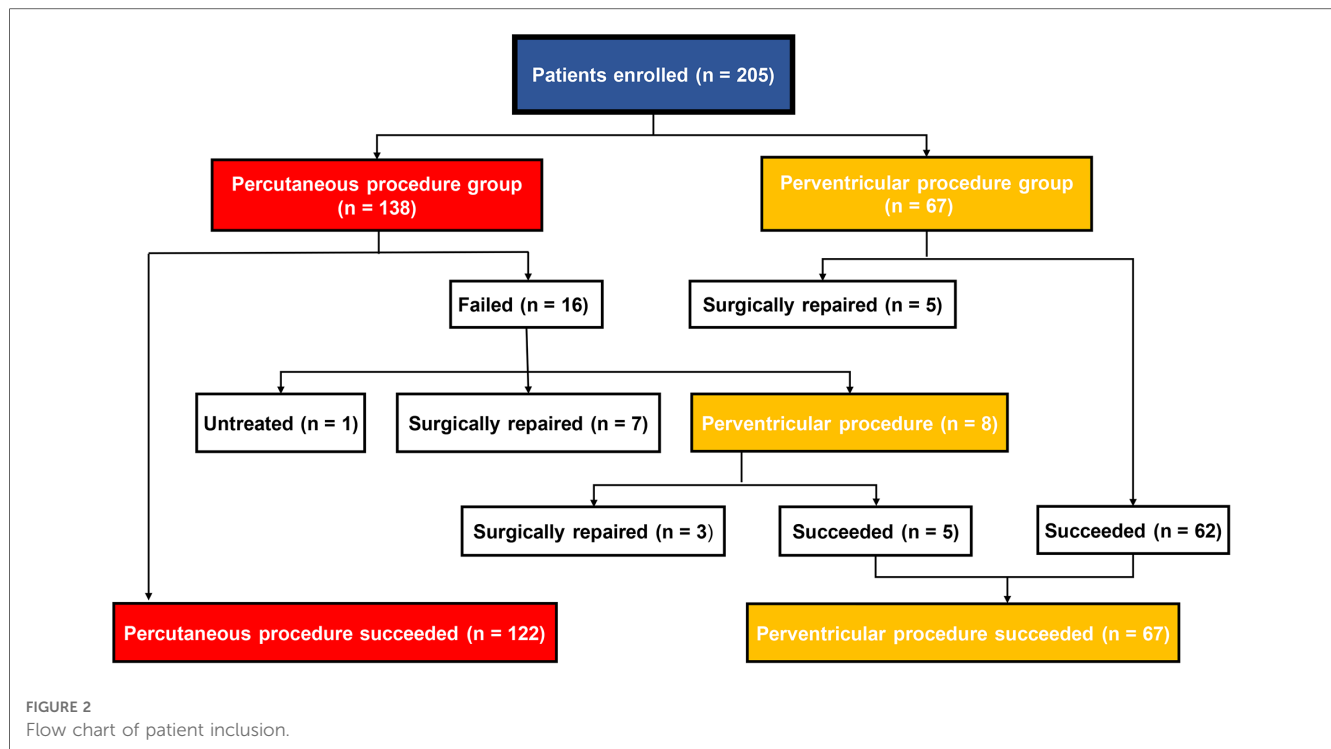 Patients enrolled (n = 205)
Percutaneous procedure group
(n = 138)
Perventricular procedure group
(n = 67)
Failed (n = 16)
Surgically repaired (n = 5)
Untreated (n = 1)
Surgically repaired (n = 7)
Perventricular procedure (n = 8)
Surgically repaired (n = 3)
Succeeded (n = 5)
Succeeded (n = 62)
Percutaneous procedure succeeded (n = 122)
Perventricular procedure succeeded (n = 67)
FIGURE 2
Flow chart of patient inclusion.